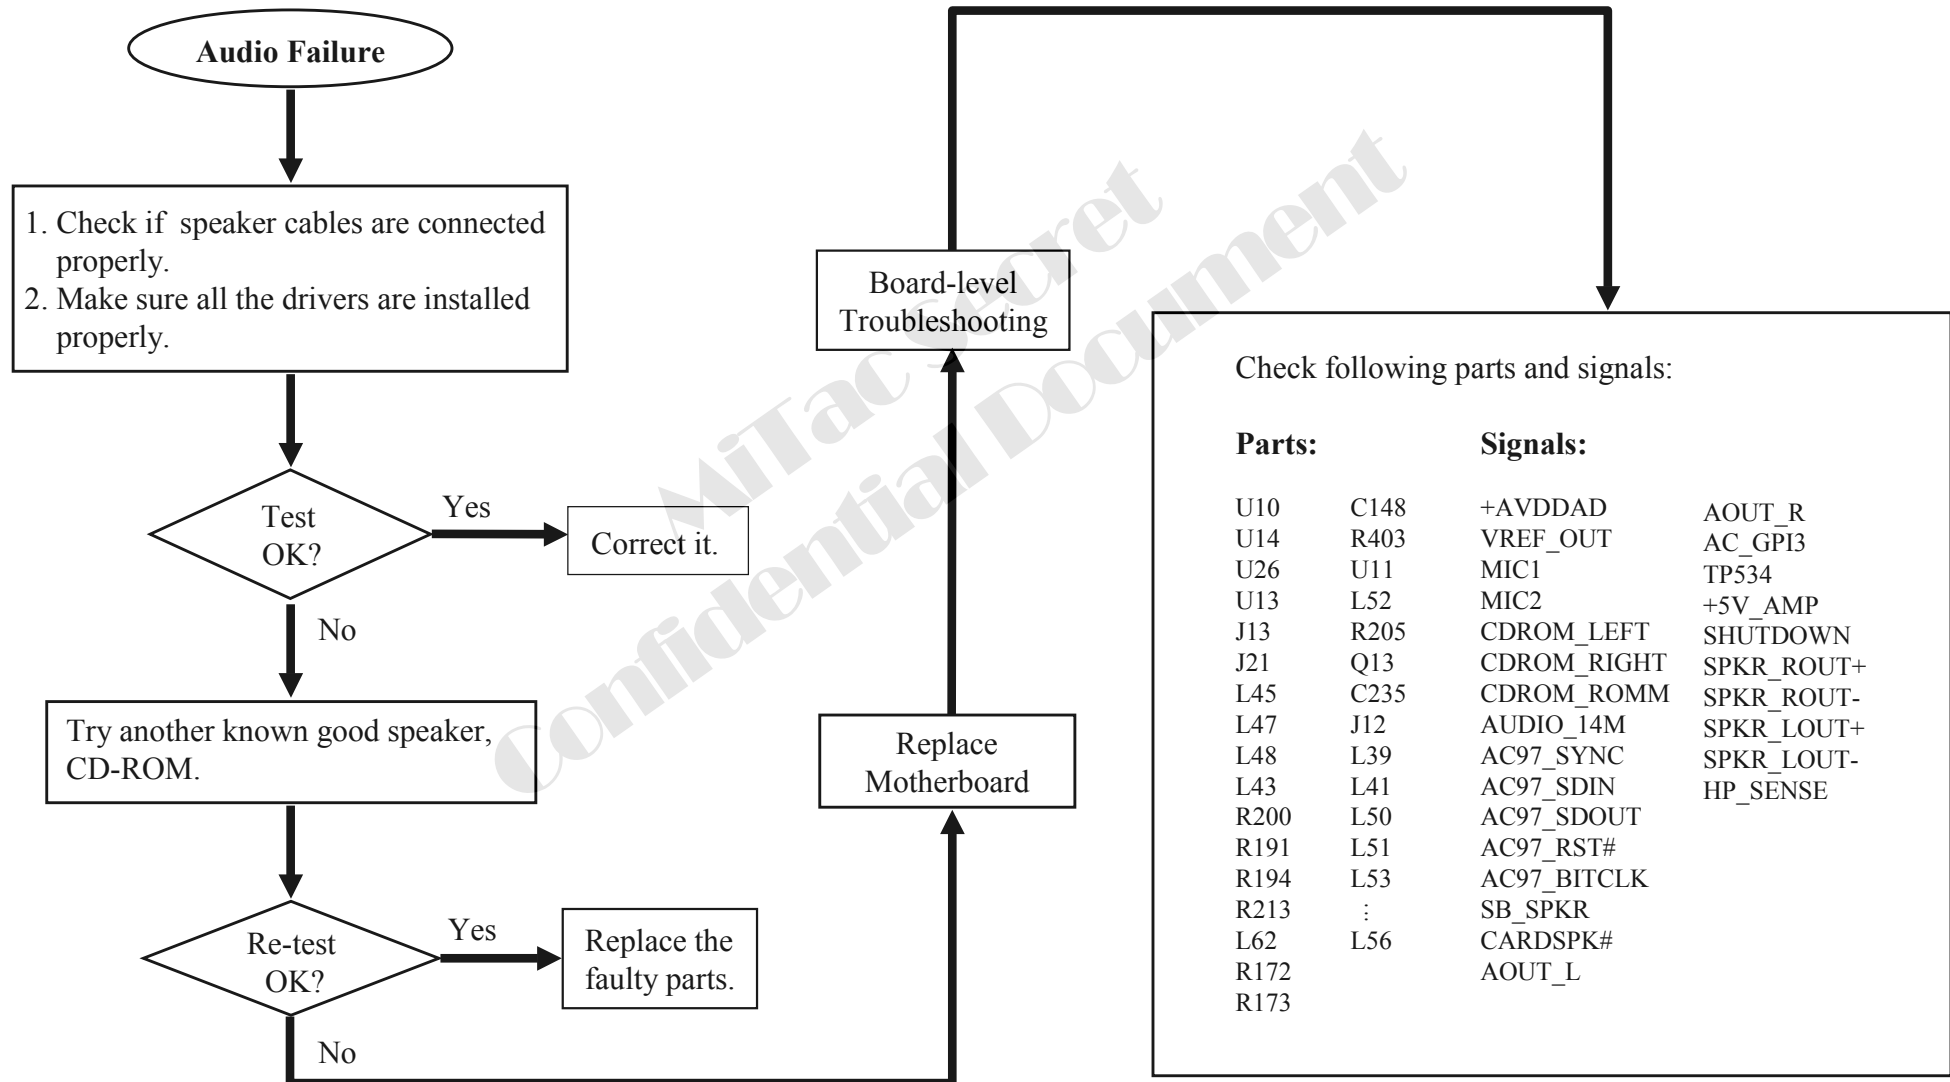 Audio Failure
1. Check if speaker cables are connected
properly.
2. Make sure all the drivers are installed
properly.
Test
OK?
Yes
Correct it.
No
Try another known good speaker,
CD-ROM.
Re-test
OK?
Yes
Replace the
faulty parts.
No
Replace
Motherboard
Board-level
Troubleshooting
Check following parts and signals:
Parts:
U10
U14
U26
U13
J13
J21
L45
L47
L48
L43
R200
R191
R194
R213
L62
R172
R173
C148
R403
U11
L52
R205
Q13
C235
J12
L39
L41
L50
L51
L53
⋮
L56
Signals:
+AVDDAD
VREF_OUT
MIC1
MIC2
CDROM_LEFT
CDROM_RIGHT
CDROM_ROMM
AUDIO_14M
AC97_SYNC
AC97_SDIN
AC97_SDOUT
AC97_RST#
AC97_BITCLK
SB_SPKR
CARDSPK#
AOUT_L
AOUT_R
AC_GPI3
TP534
+5V_AMP
SHUTDOWN
SPKR_ROUT+
SPKR_ROUT-
SPKR_LOUT+
SPKR_LOUT-
HP_SENSE
MiTac Secret
Confidential Document